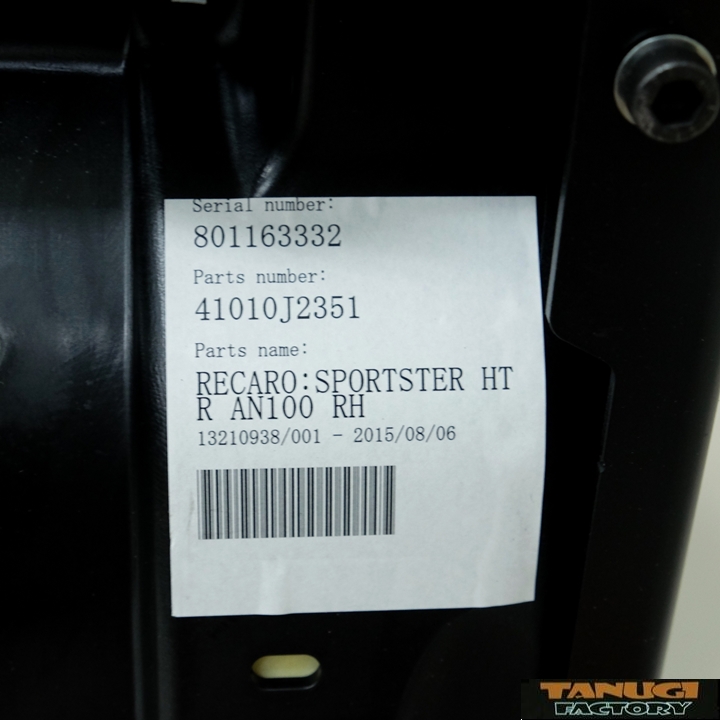 Serial number:
801163332
Parts number:
41010J2351
Parts name:
RECARO:SPORTSTER HT
R AN100 RH
13210938/001 - 2015/08/06
TANUGI
FACTORY